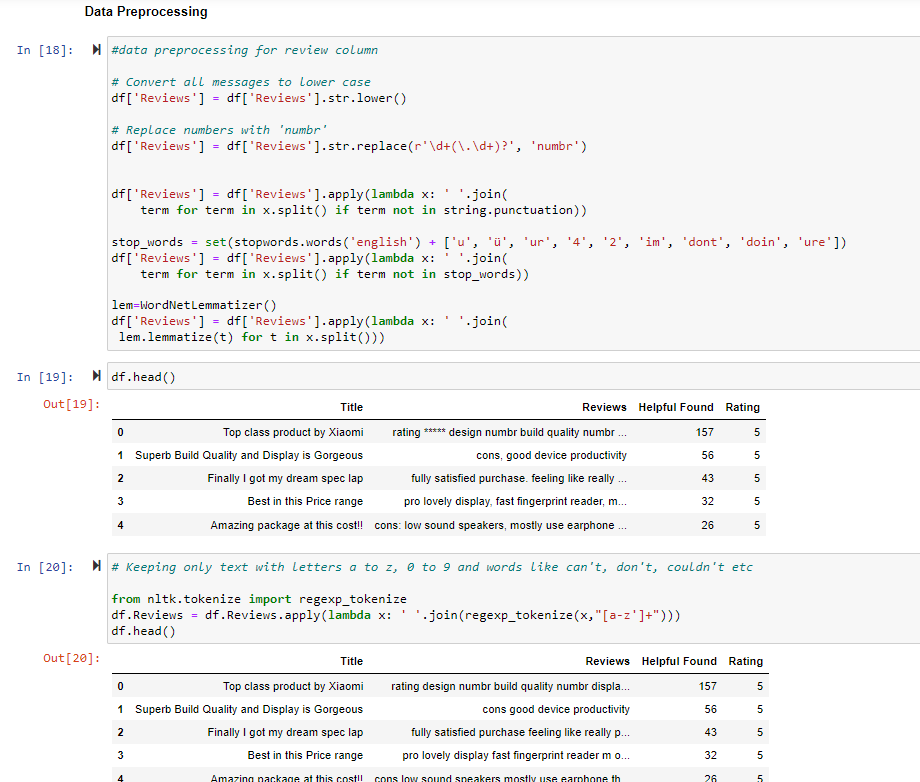 Data Preprocessing
In [18]: #data preprocessing for review column
# Convert all messages to lower case
df['Reviews'] = df['Reviews'].str.lower()
# Replace numbers with 'numbr'
df['Reviews'] = df['Reviews'].str.replace(r'\d+(\.\d+)?', 'numbr')
df['Reviews'] = df['Reviews'].apply(lambda x: ' '.join(
term for term in x.split() if term not in string.punctuation))
stop_words = set(stopwords.words('english') + ['u', 'ü', 'ur', '4', '2', 'im', 'dont', 'doin', 'ure'])
df['Reviews'] = df['Reviews'].apply(lambda x: ' '.join(
term for term in x.split() if term not in stop_words))
lem=WordNetLemmatizer()
df['Reviews'] = df['Reviews'].apply(lambda x: ' '.join(
lem.lemmatize(t) for t in x.split()))
In [19]: df.head()
Out[19]:
Title Reviews Helpful Found Rating
0 Top class product by Xiaomi rating ***** design numbr build quality numbr ... 157 5
1 Superb Build Quality and Display is Gorgeous cons, good device productivity 56 5
2 Finally I got my dream spec lap fully satisfied purchase. feeling like really ... 43 5
3 Best in this Price range pro lovely display, fast fingerprint reader, m... 32 5
4 Amazing package at this cost!! cons: low sound speakers, mostly use earphone ... 26 5
In [20]: # Keeping only text with letters a to z, 0 to 9 and words like can't, don't, couldn't etc
from nltk.tokenize import regexp_tokenize
df.Reviews = df.Reviews.apply(lambda x: ' '.join(regexp_tokenize(x,"[a-z']+")))
df.head()
Out[20]:
Title Reviews Helpful Found Rating
0 Top class product by Xiaomi rating design numbr build quality numbr displa... 157 5
1 Superb Build Quality and Display is Gorgeous cons good device productivity 56 5
2 Finally I got my dream spec lap fully satisfied purchase feeling like really p... 43 5
3 Best in this Price range pro lovely display fast fingerprint reader m o... 32 5
4 Amazing package at this cost!! cons low sound speakers mostly use earphone th... 26 5